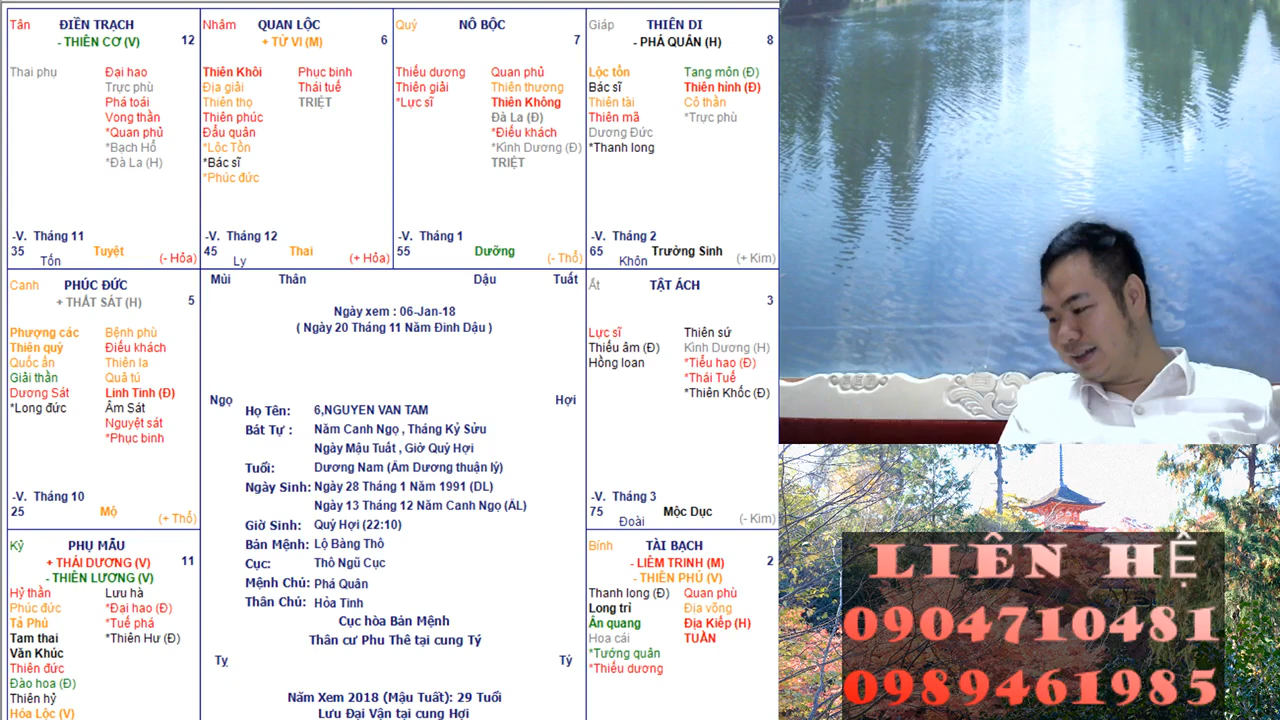 Tân ĐIỀN TRẠCH
- THIÊN CƠ (V) 12
Thai phụ Đại hao
Trực phù
Phá toái
Vong thần
*Quan phủ
*Bạch Hổ
*Đà La (H)
-V. Tháng 11
35 Tuyệt (- Hỏa)
Tốn
Nhâm QUAN LỘC
+ TỬ VI (M) 6
Thiên Khôi Phục binh
Địa giải Thái tuế
Thiên thọ TRIỆT
Thiên phúc
Đẩu quân
*Lộc Tồn
*Bác sĩ
*Phúc đức
-V. Tháng 12
45 Thai (+ Hỏa)
Ly
Quý NÔ BỘC
7
Thiếu dương Quan phủ
Thiên giải Thiên thương
*Lực sĩ Thiên Không
Đà La (Đ)
*Điếu khách
*Kình Dương (Đ)
TRIỆT
-V. Tháng 1
55 Dưỡng (- Thổ)
Giáp THIÊN DI
- PHÁ QUÂN (H) 8
Lộc tồn Tang môn (Đ)
Bác sĩ Thiên hình (Đ)
Thiên tài Cô thần
Thiên mã *Trực phù
Dương Đức
*Thanh long
-V. Tháng 2
65 Trường Sinh (+ Kim)
Khôn
Canh PHÚC ĐỨC
+ THẤT SÁT (H) 5
Phượng các Bệnh phù
Thiên quý Điếu khách
Quốc ấn Thiên la
Giải thần Quả tú
Dương Sát Linh Tinh (Đ)
*Long đức Âm Sát
Nguyệt sát
*Phục binh
-V. Tháng 10
25 Mộ (+ Thổ)
Mùi Thân Dậu Tuất
Ngày xem : 06-Jan-18
( Ngày 20 Tháng 11 Năm Đinh Dậu )
Ngọ Hợi
Họ Tên: 6,NGUYEN VAN TAM
Bát Tự : Năm Canh Ngọ , Tháng Kỷ Sửu
Ngày Mậu Tuất , Giờ Quý Hợi
Tuổi: Dương Nam (Âm Dương thuận lý)
Ngày Sinh: Ngày 28 Tháng 1 Năm 1991 (DL)
Ngày 13 Tháng 12 Năm Canh Ngọ (ÂL)
Giờ Sinh: Quý Hợi (22:10)
Bản Mệnh: Lộ Bàng Thổ
Cục: Thổ Ngũ Cục
Mệnh Chủ: Phá Quân
Thân Chủ: Hỏa Tinh
Cục hòa Bản Mệnh
Thân cư Phu Thê tại cung Tý
Tỵ Tý
Năm Xem 2018 (Mậu Tuất): 29 Tuổi
Lưu Đại Vận tại cung Hợi
Ất TẬT ÁCH
3
Lực sĩ Thiên sứ
Thiếu âm (Đ) Kình Dương (H)
Hồng loan *Tiểu hao (Đ)
*Thái Tuế
*Thiên Khốc (Đ)
-V. Tháng 3
75 Mộc Dục (- Kim)
Đoài
Kỷ PHỤ MẪU
+ THÁI DƯƠNG (V) 11
- THIÊN LƯƠNG (V)
Hỷ thần Lưu hà
Phúc đức *Đại hao (Đ)
Tả Phù *Tuế phá
Tam thai *Thiên Hư (Đ)
Văn Khúc
Thiên đức
Đào hoa (Đ)
Thiên hỷ
Hóa Lộc (V)
Bính TÀI BẠCH
- LIÊM TRINH (M) 2
- THIÊN PHỦ (V)
Thanh long (Đ) Quan phù
Long trì Địa võng
Ấn quang Địa Kiếp (H)
Hoa cái TUẦN
*Tướng quân
*Thiếu dương
LIÊN HỆ
0904710481
0989461985